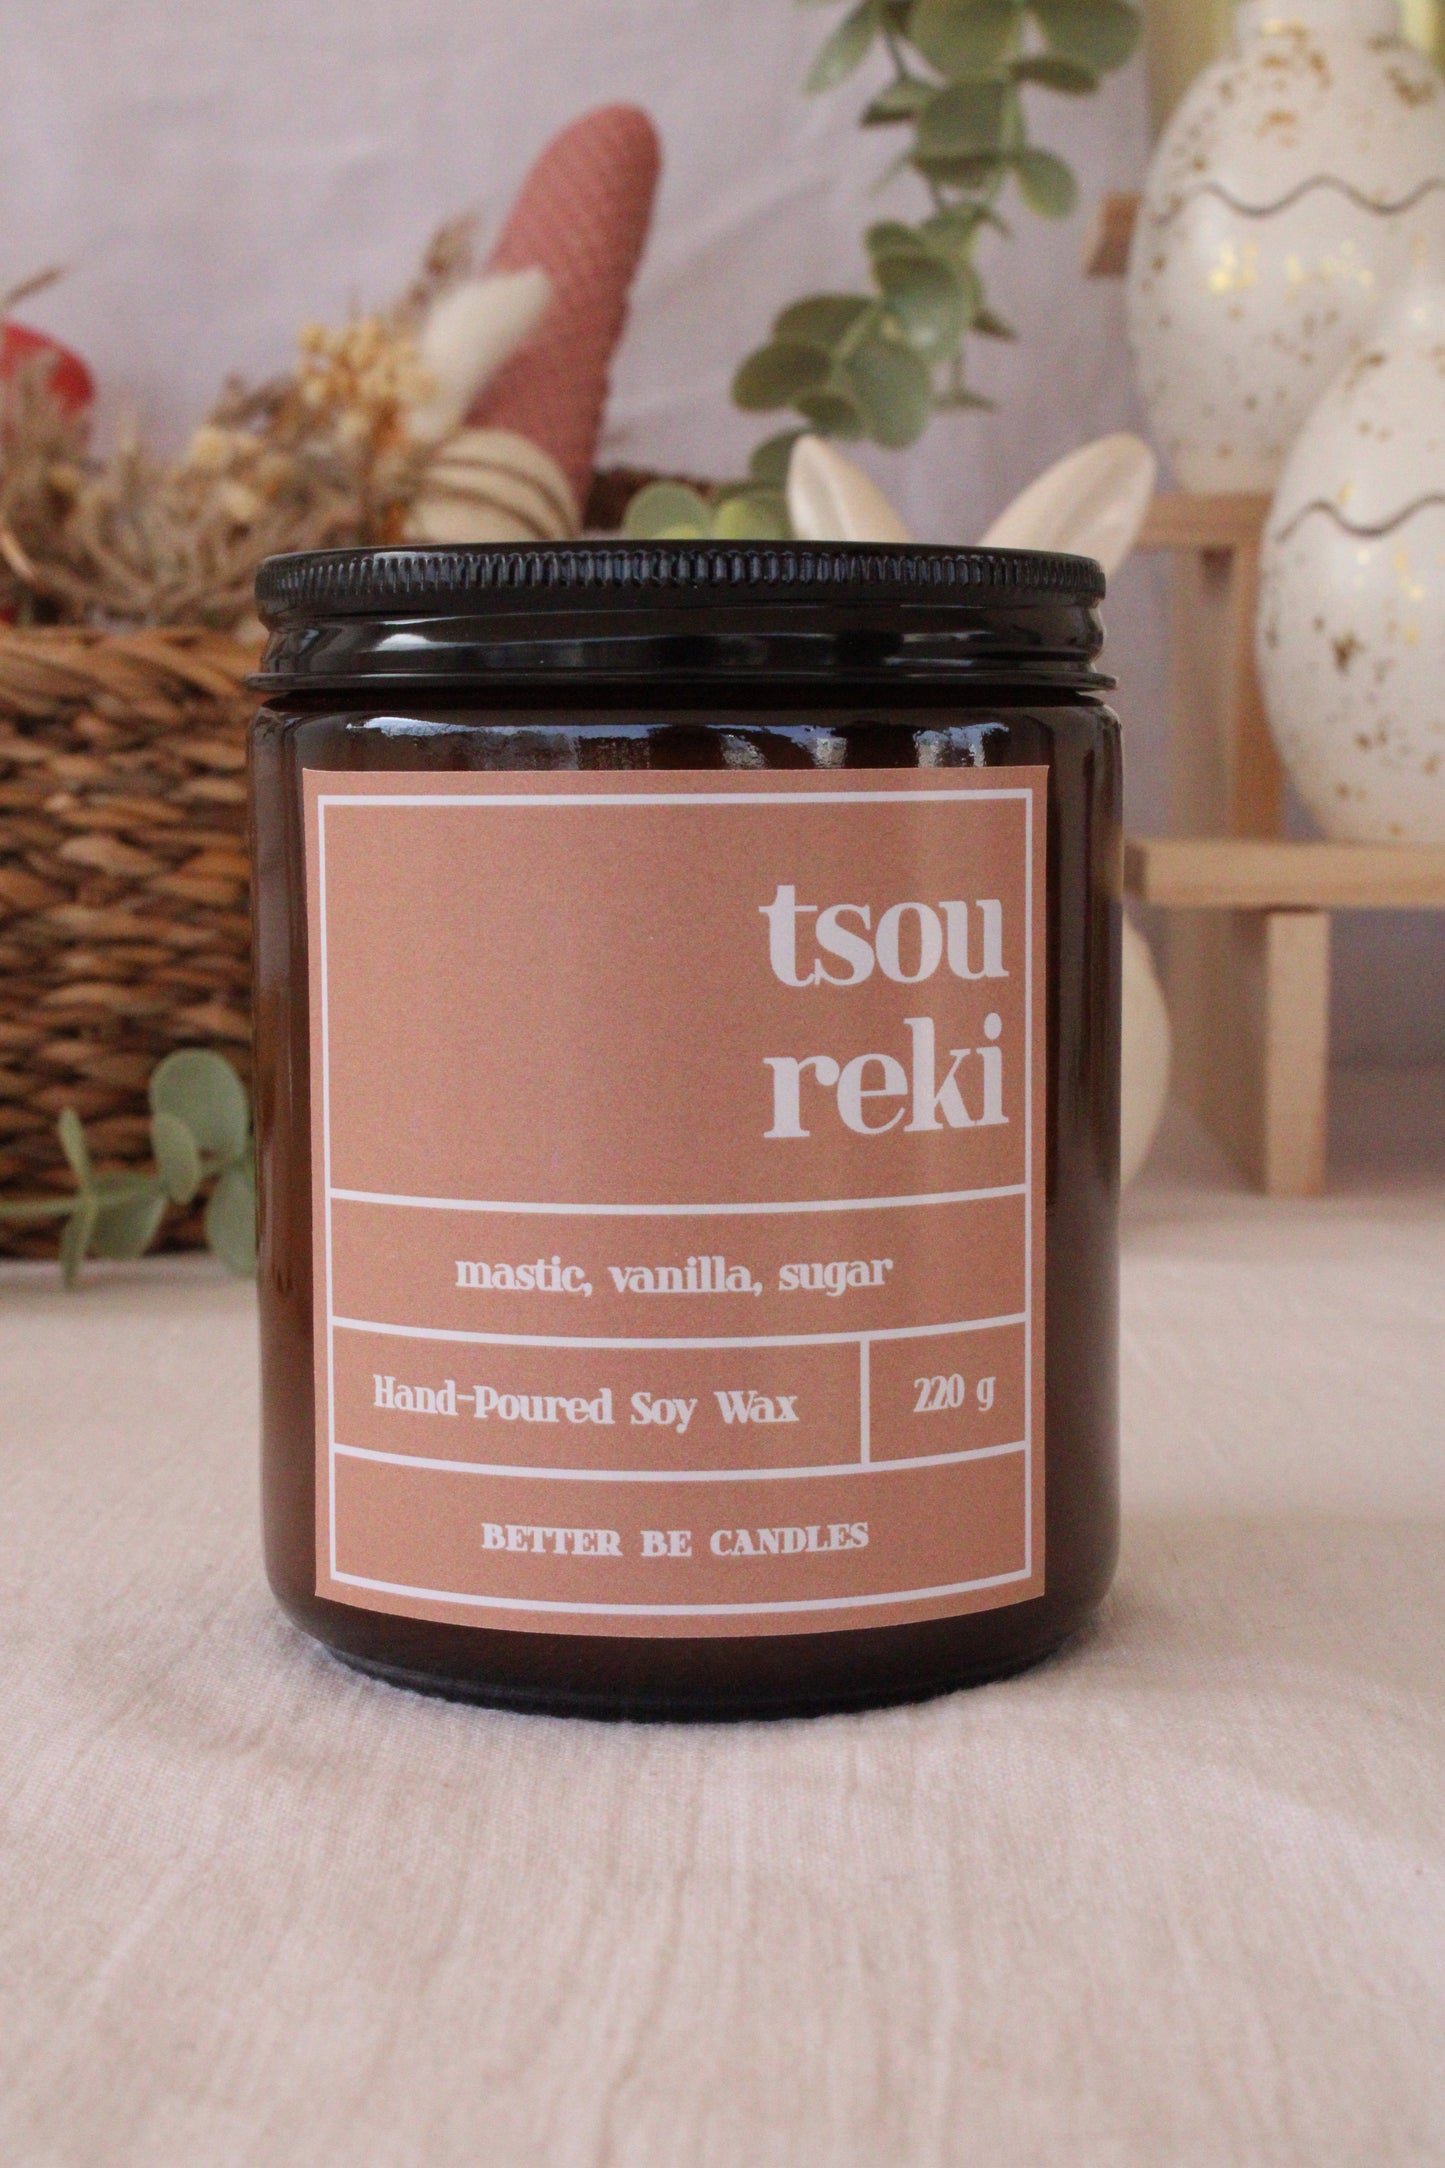 tsou
reki
mastic, vanilla, sugar
Hand-Poured Soy Wax
220 g
BETTER BE CANDLES